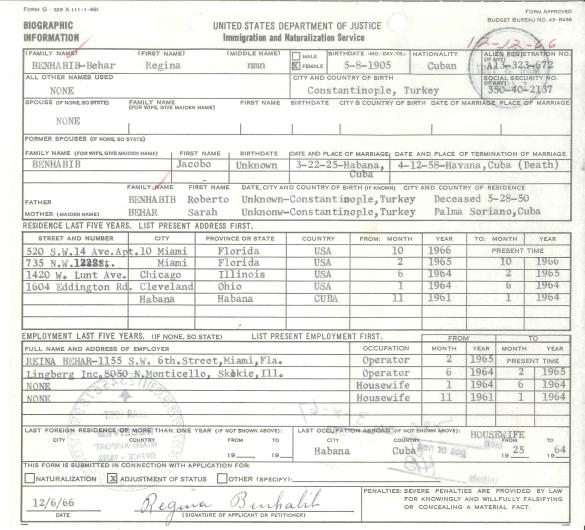 FORM G - 325 A (11-1-66)
FORM APPROVED
BUDGET BUREAU NO. 43-R436
BIOGRAPHIC INFORMATION
UNITED STATES DEPARTMENT OF JUSTICE
Immigration and Naturalization Service
12-12-66
(FAMILY NAME) (FIRST NAME) (MIDDLE NAME) MALE FEMALE BIRTHDATE (MO.-DAY-YR.) NATIONALITY ALIEN REGISTRATION NO. (IF ANY)
BENHABIB-Behar Regina nmn X 5-8-1905 Cuban A13-323-672
ALL OTHER NAMES USED CITY AND COUNTRY OF BIRTH SOCIAL SECURITY NO. (IF ANY)
NONE Constantinople, Turkey 350-40-2137
SPOUSE (IF NONE, SO STATE) FAMILY NAME (FOR WIFE, GIVE MAIDEN NAME) FIRST NAME BIRTHDATE CITY & COUNTRY OF BIRTH DATE OF MARRIAGE PLACE OF MARRIAGE
NONE
FORMER SPOUSES (IF NONE, SO STATE)
FAMILY NAME (FOR WIFE, GIVE MAIDEN NAME) FIRST NAME BIRTHDATE DATE AND PLACE OF MARRIAGE DATE AND PLACE OF TERMINATION OF MARRIAGE
BENHABIB Jacobo Unknown 3-22-25-Habana, Cuba 4-12-58-Havana,Cuba (Death)
FAMILY NAME FIRST NAME DATE, CITY AND COUNTRY OF BIRTH (IF KNOWN) CITY AND COUNTRY OF RESIDENCE
FATHER BENHABIB Roberto Unknown-Constantinople,Turkey Deceased 5-28-50
MOTHER (MAIDEN NAME) BEHAR Sarah Unknonw-Constantinople,Turkey Palma Soriano,Cuba
RESIDENCE LAST FIVE YEARS. LIST PRESENT ADDRESS FIRST.
STREET AND NUMBER CITY PROVINCE OR STATE COUNTRY FROM: MONTH YEAR TO: MONTH YEAR
520 S.W.14 Ave.Apt.10 Miami Florida USA 10 1966 PRESENT TIME
735 N.W. Miami Florida USA 2 1965 10 1966
1420 W. Lunt Ave. Chicago Illinois USA 6 1964 2 1965
1604 Eddington Rd. Cleveland Ohio USA 1 1964 6 1964
Habana Habana CUBA 11 1961 1 1964
EMPLOYMENT LAST FIVE YEARS. (IF NONE, SO STATE) LIST PRESENT EMPLOYMENT FIRST. FROM TO
FULL NAME AND ADDRESS OF EMPLOYER OCCUPATION MONTH YEAR MONTH YEAR
REINA BEHAR-1155 S.W. 6th.Street,Miami,Fla. Operator 2 1965 PRESENT TIME
Lingberg Inc.8050 N,Monticello, Skokie,Ill. Operator 6 1964 2 1965
NONE Housewife 1 1964 6 1964
NONE Housewife 11 1961 1 1964
LAST FOREIGN RESIDENCE OF MORE THAN ONE YEAR (IF NOT SHOWN ABOVE): LAST OCCUPATION ABROAD (IF NOT SHOWN ABOVE): HOUSEWIFE
CITY COUNTRY FROM TO CITY COUNTRY FROM TO
19 19 Habana Cuba 19 25 19 64
THIS FORM IS SUBMITTED IN CONNECTION WITH APPLICATION FOR:
NATURALIZATION X ADJUSTMENT OF STATUS OTHER (SPECIFY):
12/6/66 Regina Benhabib
DATE (SIGNATURE OF APPLICANT OR PETITIONER)
PENALTIES: SEVERE PENALTIES ARE PROVIDED BY LAW FOR KNOWINGLY AND WILLFULLY FALSIFYING OR CONCEALING A MATERIAL FACT.